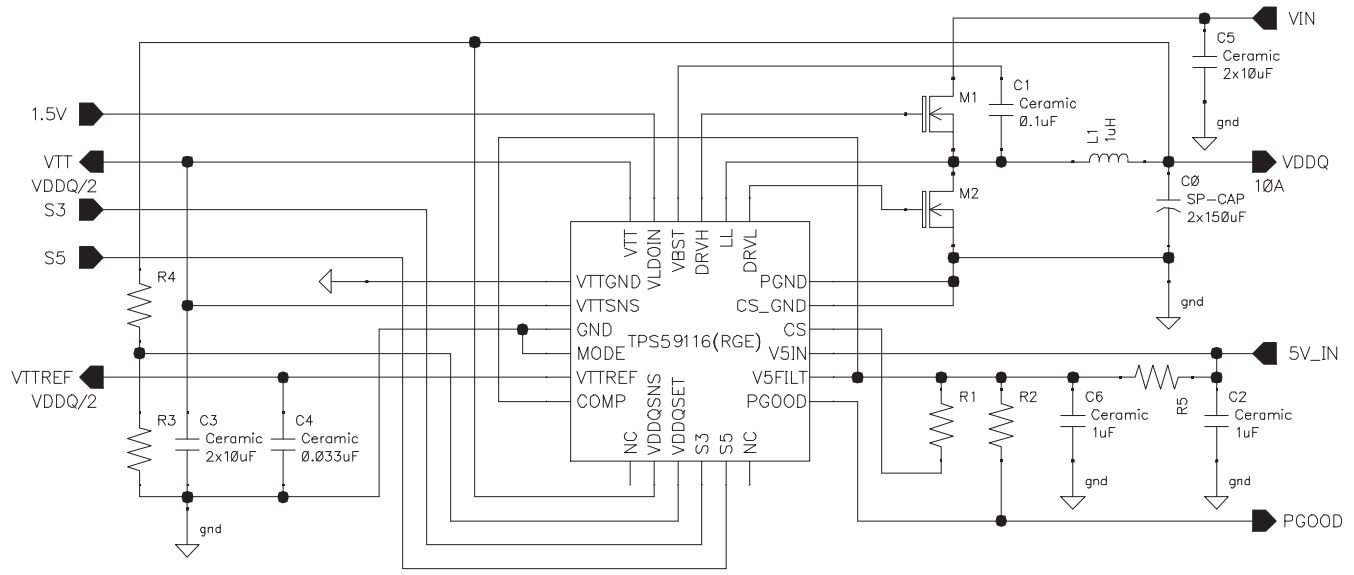 VIN
C5
Ceramic
2x10uF
gnd
1.5V
M1
C1
Ceramic
0.1uF
L1
1uH
VTT
VDDQ/2
VDDQ
10A
S3
M2
C0
SP-CAP
2x150uF
gnd
S5
R4
VTT
VLDOIN
VBST
DRVH
LL
DRVL
VTTGND
VTTSNS
GND
MODE
VTTREF
COMP
TPS59116(RGE)
PGND
CS_GND
CS
V5IN
V5FILT
PGOOD
NC
VDDQSNS
VDDQSET
S3
S5
NC
5V_IN
VTTREF
VDDQ/2
R3
C3
Ceramic
2x10uF
C4
Ceramic
0.033uF
gnd
R1
R2
C6
Ceramic
1uF
gnd
R5
C2
Ceramic
1uF
gnd
PGOOD